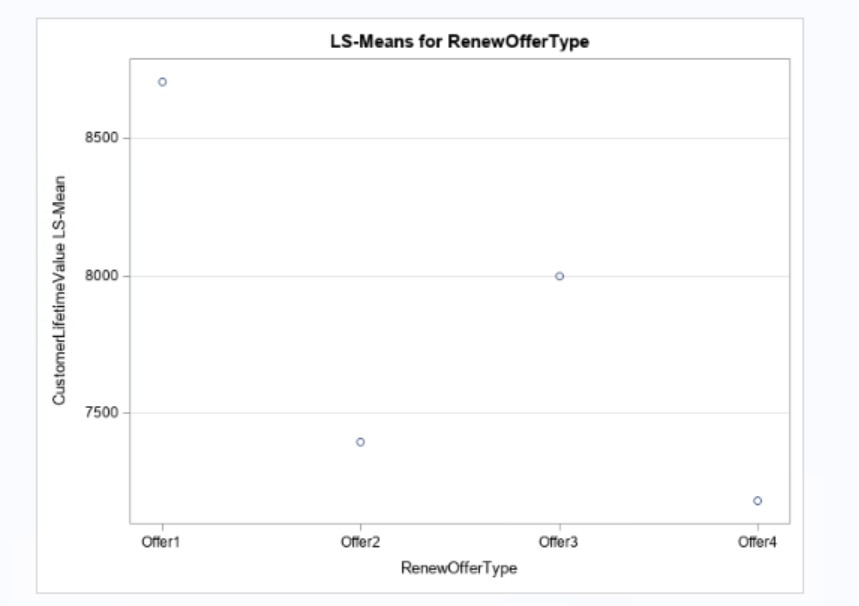 LS-Means for RenewOfferType
CustomerLifetimeValue LS-Mean
8500
8000
7500
Offer1 Offer2 Offer3 Offer4
RenewOfferType